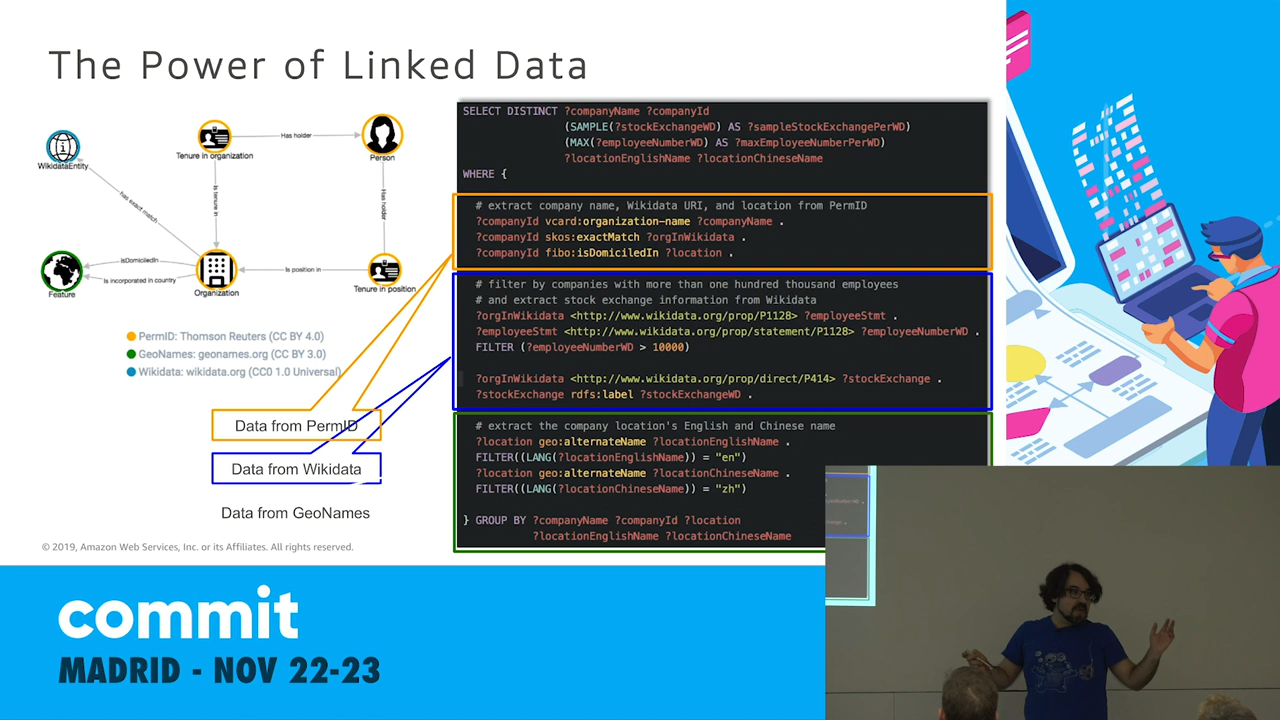 The Power of Linked Data
WikidataEntity
Tenure in organization
Has holder
Person
has exact match
Is tenure in
Has holder
isDomiciledIn
Is incorporated in country
Feature
Organization
Is position in
Tenure in position
PermID: Thomson Reuters (CC BY 4.0)
GeoNames: geonames.org (CC BY 3.0)
Wikidata: wikidata.org (CC0 1.0 Universal)
Data from PermID
Data from Wikidata
Data from GeoNames
SELECT DISTINCT ?companyName ?companyId
(SAMPLE(?stockExchangeWD) AS ?sampleStockExchangePerWD)
(MAX(?employeeNumberWD) AS ?maxEmployeeNumberPerWD)
?locationEnglishName ?locationChineseName
WHERE {
# extract company name, Wikidata URI, and location from PermID
?companyId vcard:organization-name ?companyName .
?companyId skos:exactMatch ?orgInWikidata .
?companyId fibo:isDomiciledIn ?location .
# filter by companies with more than one hundred thousand employees
# and extract stock exchange information from Wikidata
?orgInWikidata <http://www.wikidata.org/prop/P1128> ?employeeStmt .
?employeeStmt <http://www.wikidata.org/prop/statement/P1128> ?employeeNumberWD .
FILTER (?employeeNumberWD > 10000)
?orgInWikidata <http://www.wikidata.org/prop/direct/P414> ?stockExchange .
?stockExchange rdfs:label ?stockExchangeWD .
# extract the company location's English and Chinese name
?location geo:alternateName ?locationEnglishName .
FILTER((LANG(?locationEnglishName)) = "en")
?location geo:alternateName ?locationChineseName .
FILTER((LANG(?locationChineseName)) = "zh")
} GROUP BY ?companyName ?companyId ?location
?locationEnglishName ?locationChineseName
© 2019, Amazon Web Services, Inc. or its Affiliates. All rights reserved.
commit
MADRID - NOV 22-23